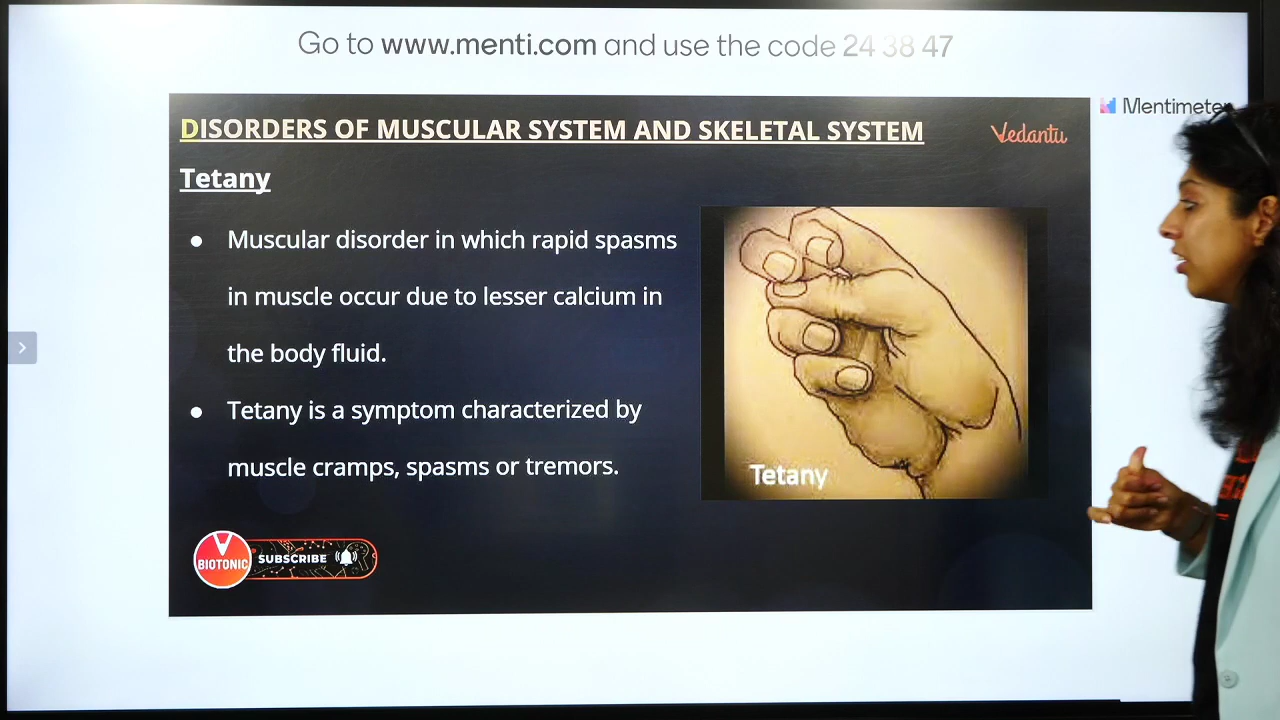 Go to www.menti.com and use the code 24 38 47
Mentimeter
DISORDERS OF MUSCULAR SYSTEM AND SKELETAL SYSTEM
Vedantu
Tetany
● Muscular disorder in which rapid spasms
in muscle occur due to lesser calcium in
the body fluid.
● Tetany is a symptom characterized by
muscle cramps, spasms or tremors.
Tetany
BIOTONIC
SUBSCRIBE